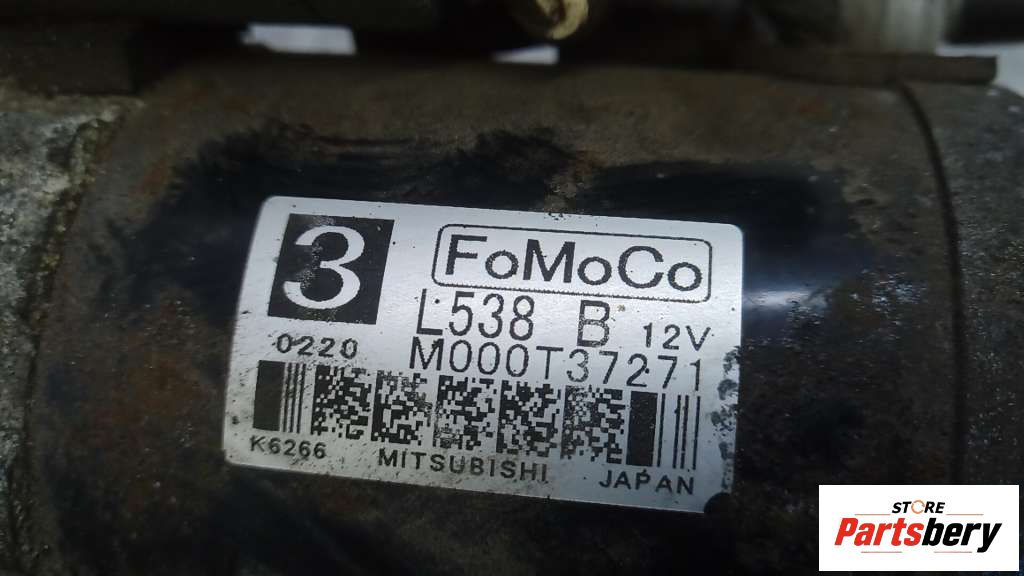 3
FoMoCo
L538 B 12V
0220 M000T37271
K6266 MITSUBISHI JAPAN
STORE
Partsbery